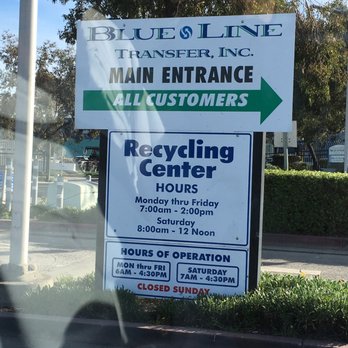 BLUE LINE
TRANSFER, INC.
MAIN ENTRANCE
ALL CUSTOMERS
Recycling
Center
HOURS
Monday thru Friday
7:00am - 2:00pm
Saturday
8:00am - 12 Noon
HOURS OF OPERATION
MON thru FRI
6AM - 4:30PM
SATURDAY
7AM - 4:30PM
CLOSED SUNDAY